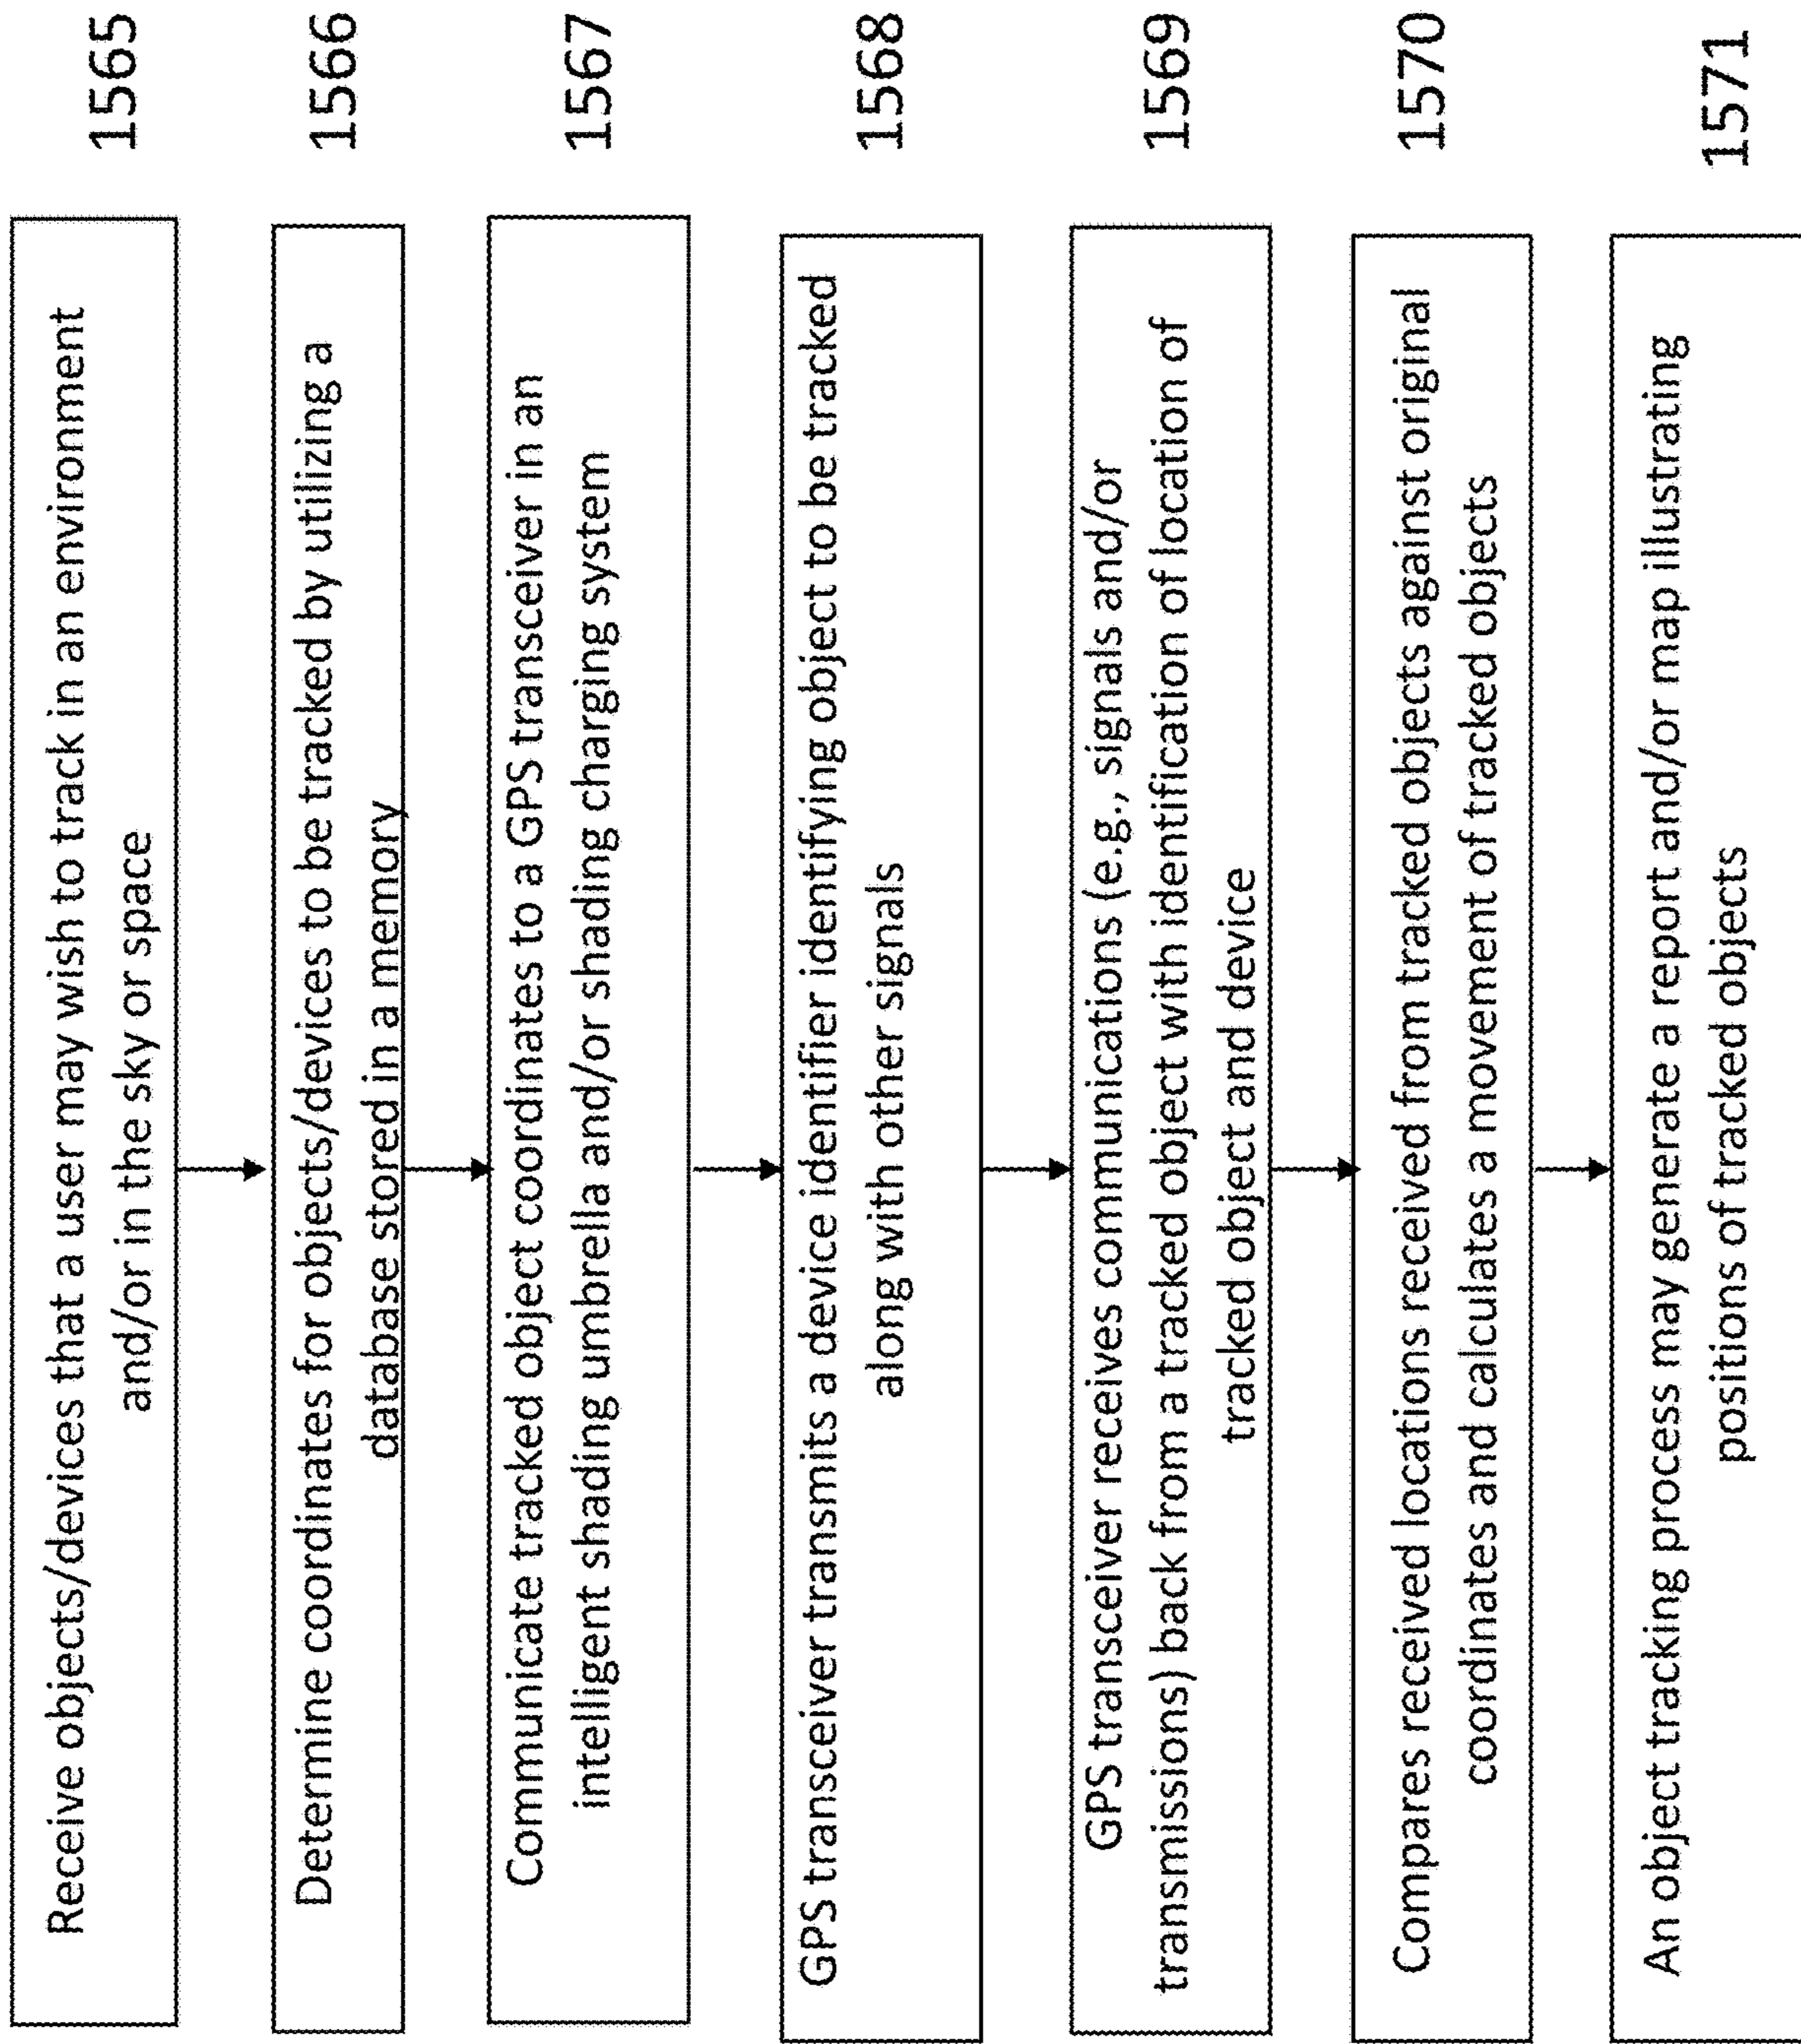 Receive objects/devices that a user may wish to track in an environment
and/or in the sky or space
1565
Determine coordinates for objects/devices to be tracked by utilizing a
database stored in a memory
1566
Communicate tracked object coordinates to a GPS transceiver in an
intelligent shading umbrella and/or shading charging system
1567
GPS transceiver transmits a device identifier identifying object to be tracked
along with other signals
1568
GPS transceiver receives communications (e.g., signals and/or
transmissions) back from a tracked object with identification of location of
tracked object and device
1569
Compares received locations received from tracked objects against original
coordinates and calculates a movement of tracked objects
1570
An object tracking process may generate a report and/or map illustrating
positions of tracked objects
1571